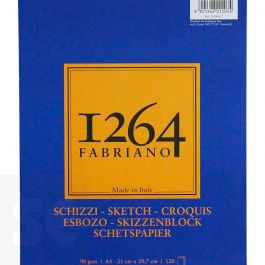 1264
FABRIANO
Made in Italy
SCHIZZI - SKETCH - CROQUIS
ESBOZO - SKIZZENBLOCK
SCHETSPAPIER
90 gsm | A4 - 21 cm x 29,7 cm | 120